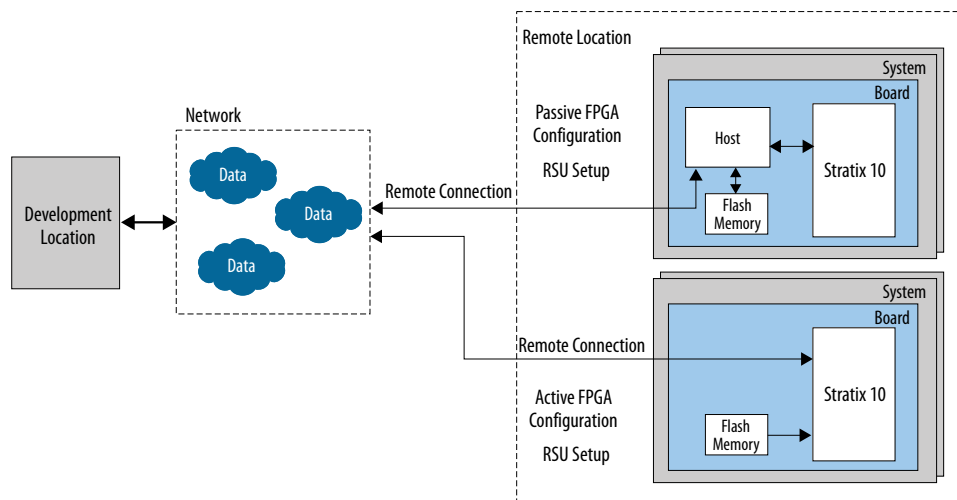 Remote Location
System
Board
Passive FPGA
Configuration
RSU Setup
Host
Stratix 10
Flash
Memory
Network
Data
Data
Data
Development
Location
Remote Connection
System
Board
Remote Connection
Stratix 10
Active FPGA
Configuration
RSU Setup
Flash
Memory